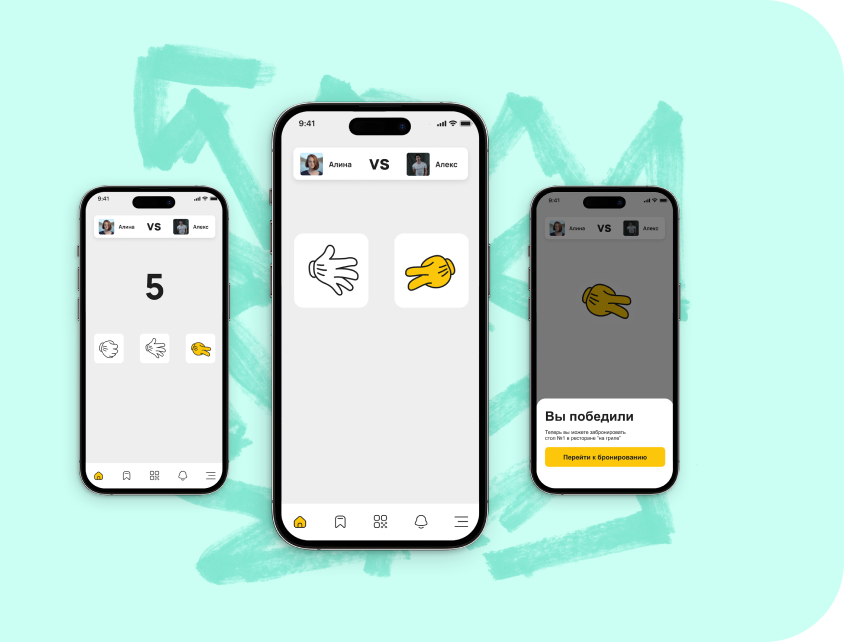 9:41
Алина VS Алекс
5
9:41
Алина VS Алекс
9:41
Алина VS Алекс
Вы победили
Теперь вы можете забронировать
стол №1 в ресторане "на гриле"
Перейти к бронированию